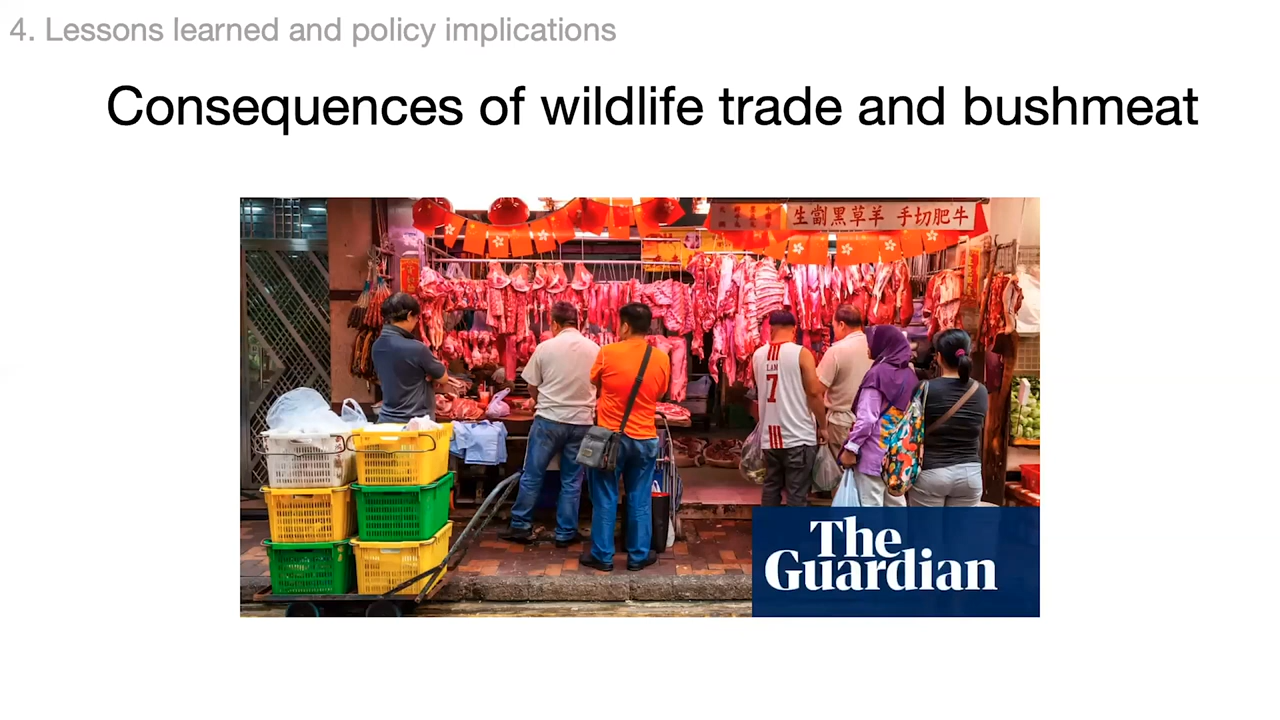 4. Lessons learned and policy implications
Consequences of wildlife trade and bushmeat
生劏黑草羊 手切肥牛
LAM
7
The
Guardian